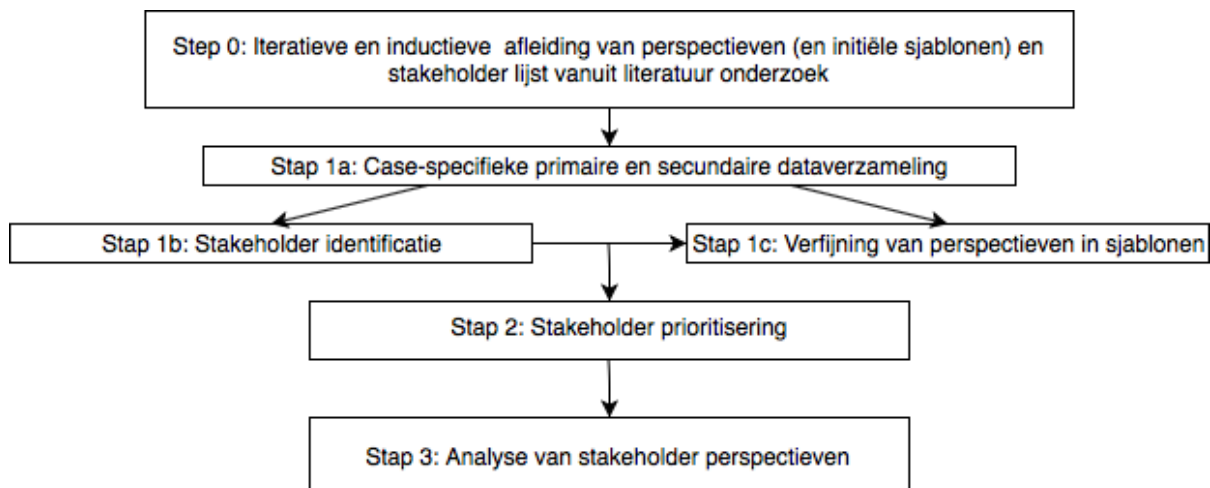 Step 0: Iteratieve en inductieve afleiding van perspectieven (en initiële sjablonen) en
stakeholder lijst vanuit literatuur onderzoek
Stap 1a: Case-specifieke primaire en secundaire dataverzameling
Stap 1b: Stakeholder identificatie
Stap 1c: Verfijning van perspectieven in sjablonen
Stap 2: Stakeholder prioritisering
Stap 3: Analyse van stakeholder perspectieven